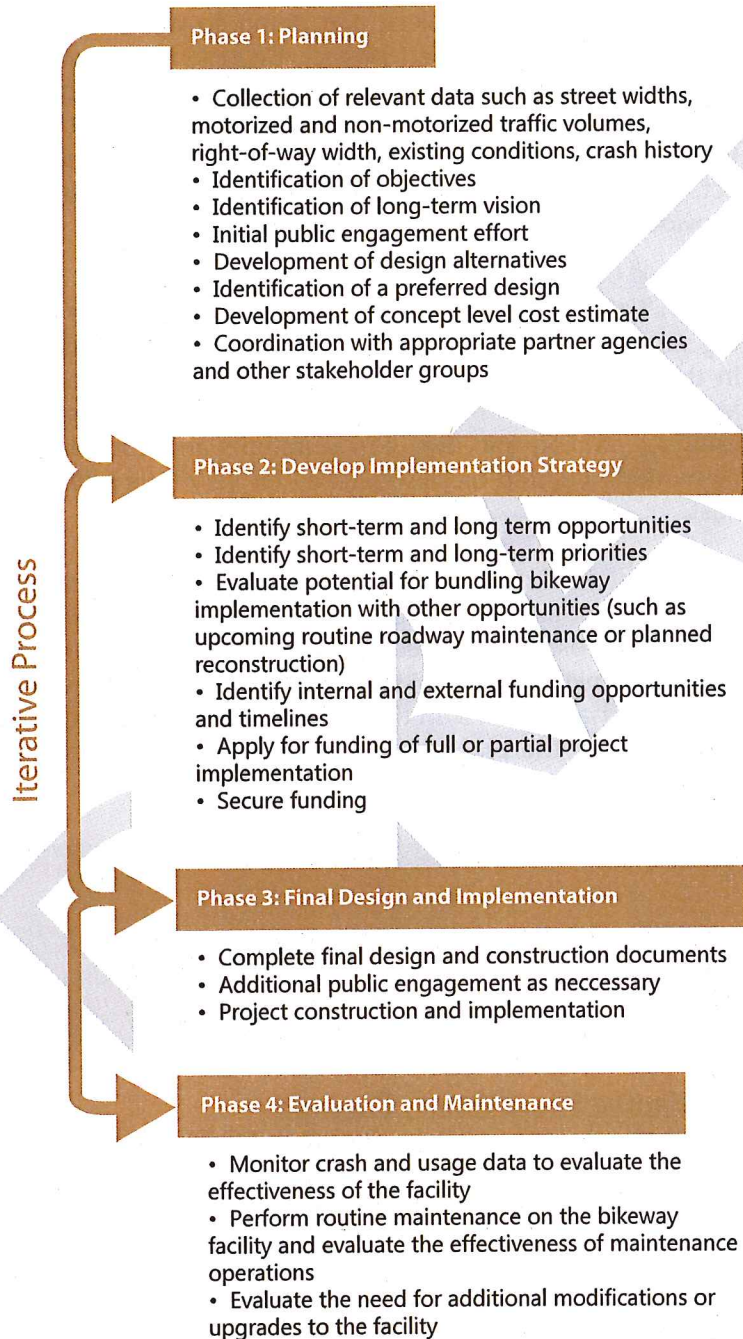 Phase 1: Planning
• Collection of relevant data such as street widths,
motorized and non-motorized traffic volumes,
right-of-way width, existing conditions, crash history
• Identification of objectives
• Identification of long-term vision
• Initial public engagement effort
• Development of design alternatives
• Identification of a preferred design
• Development of concept level cost estimate
• Coordination with appropriate partner agencies
and other stakeholder groups
Phase 2: Develop Implementation Strategy
• Identify short-term and long term opportunities
• Identify short-term and long-term priorities
• Evaluate potential for bundling bikeway
implementation with other opportunities (such as
upcoming routine roadway maintenance or planned
reconstruction)
• Identify internal and external funding opportunities
and timelines
• Apply for funding of full or partial project
implementation
• Secure funding
Iterative Process
Phase 3: Final Design and Implementation
• Complete final design and construction documents
• Additional public engagement as neccessary
• Project construction and implementation
Phase 4: Evaluation and Maintenance
• Monitor crash and usage data to evaluate the
effectiveness of the facility
• Perform routine maintenance on the bikeway
facility and evaluate the effectiveness of maintenance
operations
• Evaluate the need for additional modifications or
upgrades to the facility